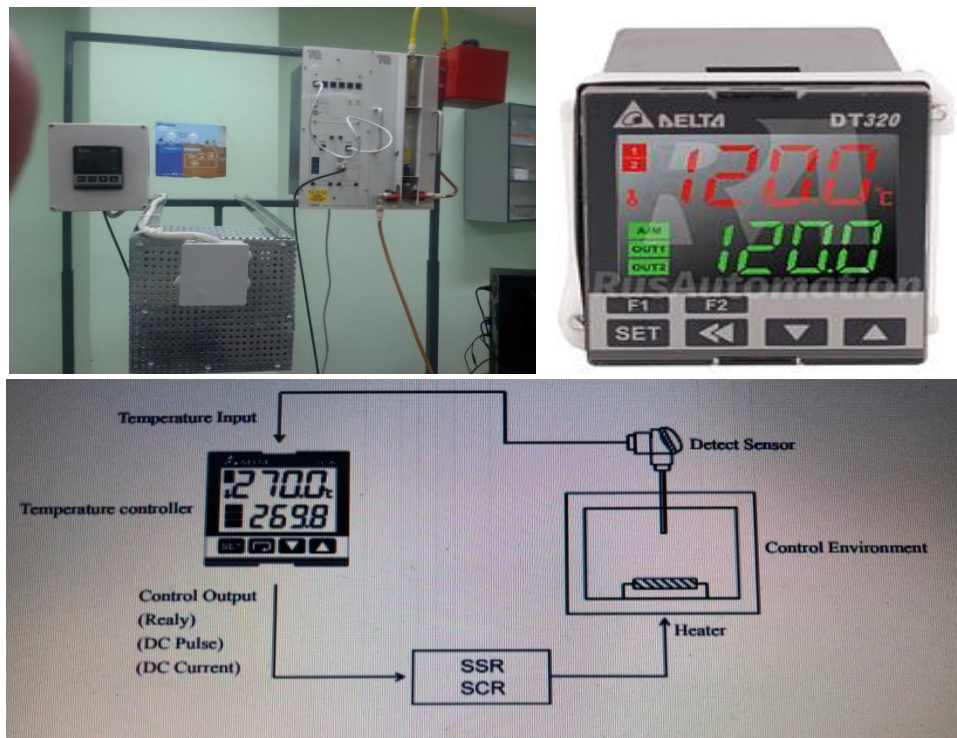 DELTA DT320
1
2
120.0 °C
A/M
OUT1
OUT2
120.0
RusAutomation
F1 F2
SET
Temperature Input
Detect Sensor
DELTA
270.0 °c
269.8
Temperature controller
SET
Control Environment
Control Output
(Realy)
(DC Pulse)
(DC Current)
Heater
SSR
SCR